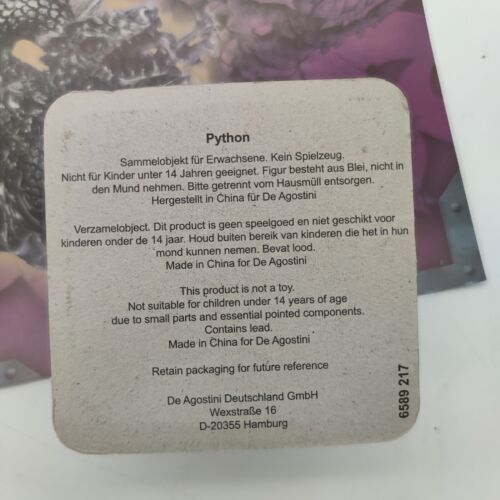 Python
Sammelobjekt für Erwachsene. Kein Spielzeug.
Nicht für Kinder unter 14 Jahren geeignet. Figur besteht aus Blei, nicht in
den Mund nehmen. Bitte getrennt vom Hausmüll entsorgen.
Hergestellt in China für De Agostini
Verzamelobject. Dit product is geen speelgoed en niet geschikt voor
kinderen onder de 14 jaar. Houd buiten bereik van kinderen die het in hun
mond kunnen nemen. Bevat lood.
Made in China for De Agostini
This product is not a toy.
Not suitable for children under 14 years of age
due to small parts and essential pointed components.
Contains lead.
Made in China for De Agostini
Retain packaging for future reference
De Agostini Deutschland GmbH
Wexstraße 16
D-20355 Hamburg
6589 217